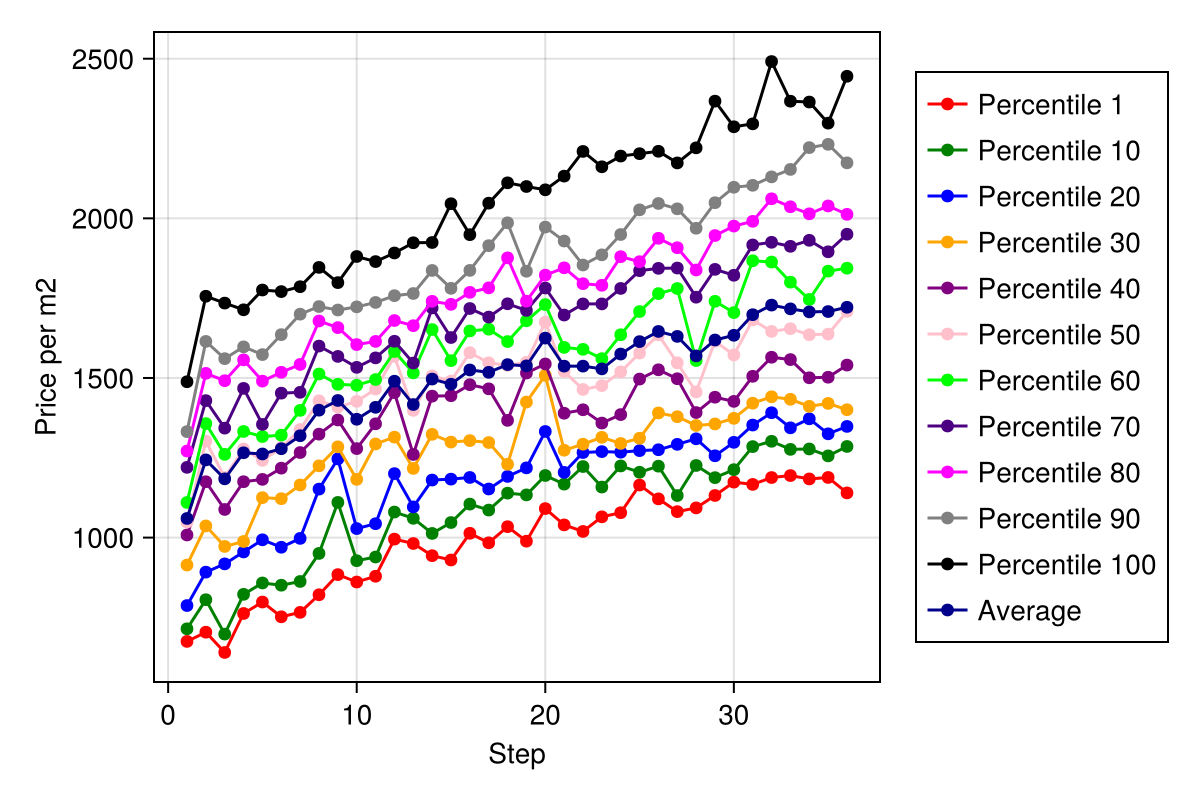 2500
2000
1500
1000
Price per m2
0
10
20
30
Step
Percentile 1
Percentile 10
Percentile 20
Percentile 30
Percentile 40
Percentile 50
Percentile 60
Percentile 70
Percentile 80
Percentile 90
Percentile 100
Average